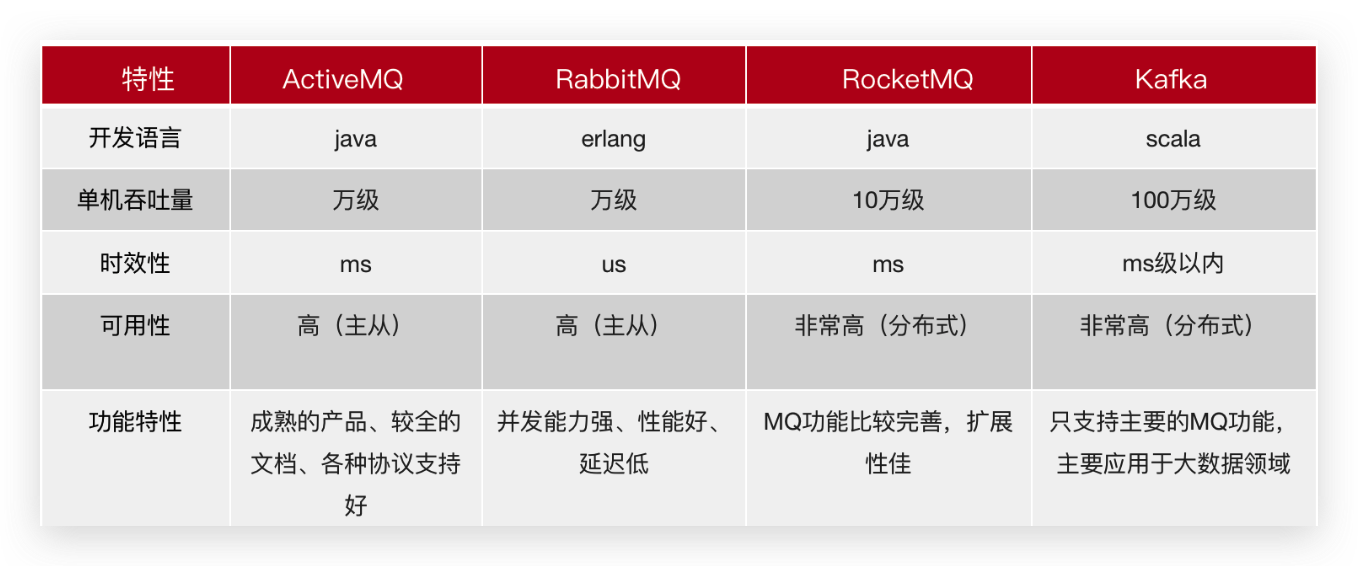 特性 ActiveMQ RabbitMQ RocketMQ Kafka
开发语言 java erlang java scala
单机吞吐量 万级 万级 10万级 100万级
时效性 ms us ms ms级以内
可用性 高（主从） 高（主从） 非常高（分布式） 非常高（分布式）
功能特性 成熟的产品、较全的 并发能力强、性能好、 MQ功能比较完善，扩展 只支持主要的MQ功能，
文档、各种协议支持 延迟低 性佳 主要应用于大数据领域
好